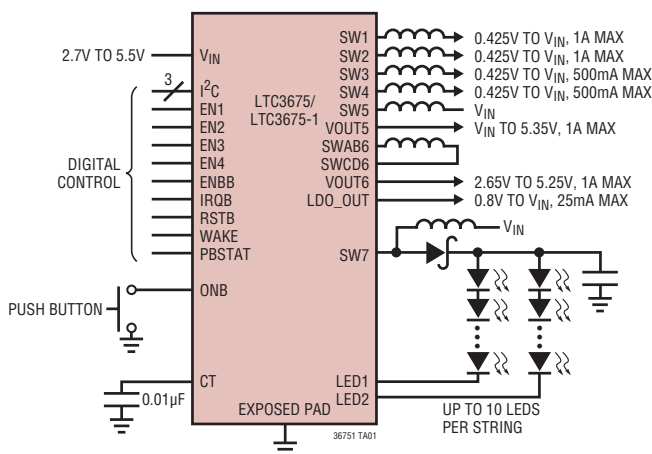 2.7V TO 5.5V
VIN
3
I2C
EN1
EN2
EN3
EN4
ENBB
IRQB
RSTB
WAKE
PBSTAT
DIGITAL
CONTROL
ONB
PUSH BUTTON
CT
0.01µF
LTC3675/
LTC3675-1
SW1
0.425V TO VIN, 1A MAX
SW2
0.425V TO VIN, 1A MAX
SW3
0.425V TO VIN, 500mA MAX
SW4
0.425V TO VIN, 500mA MAX
SW5
VIN
VOUT5
VIN TO 5.35V, 1A MAX
SWAB6
SWCD6
VOUT6
2.65V TO 5.25V, 1A MAX
LDO_OUT
0.8V TO VIN, 25mA MAX
VIN
SW7
LED1
LED2
UP TO 10 LEDS
PER STRING
EXPOSED PAD
36751 TA01